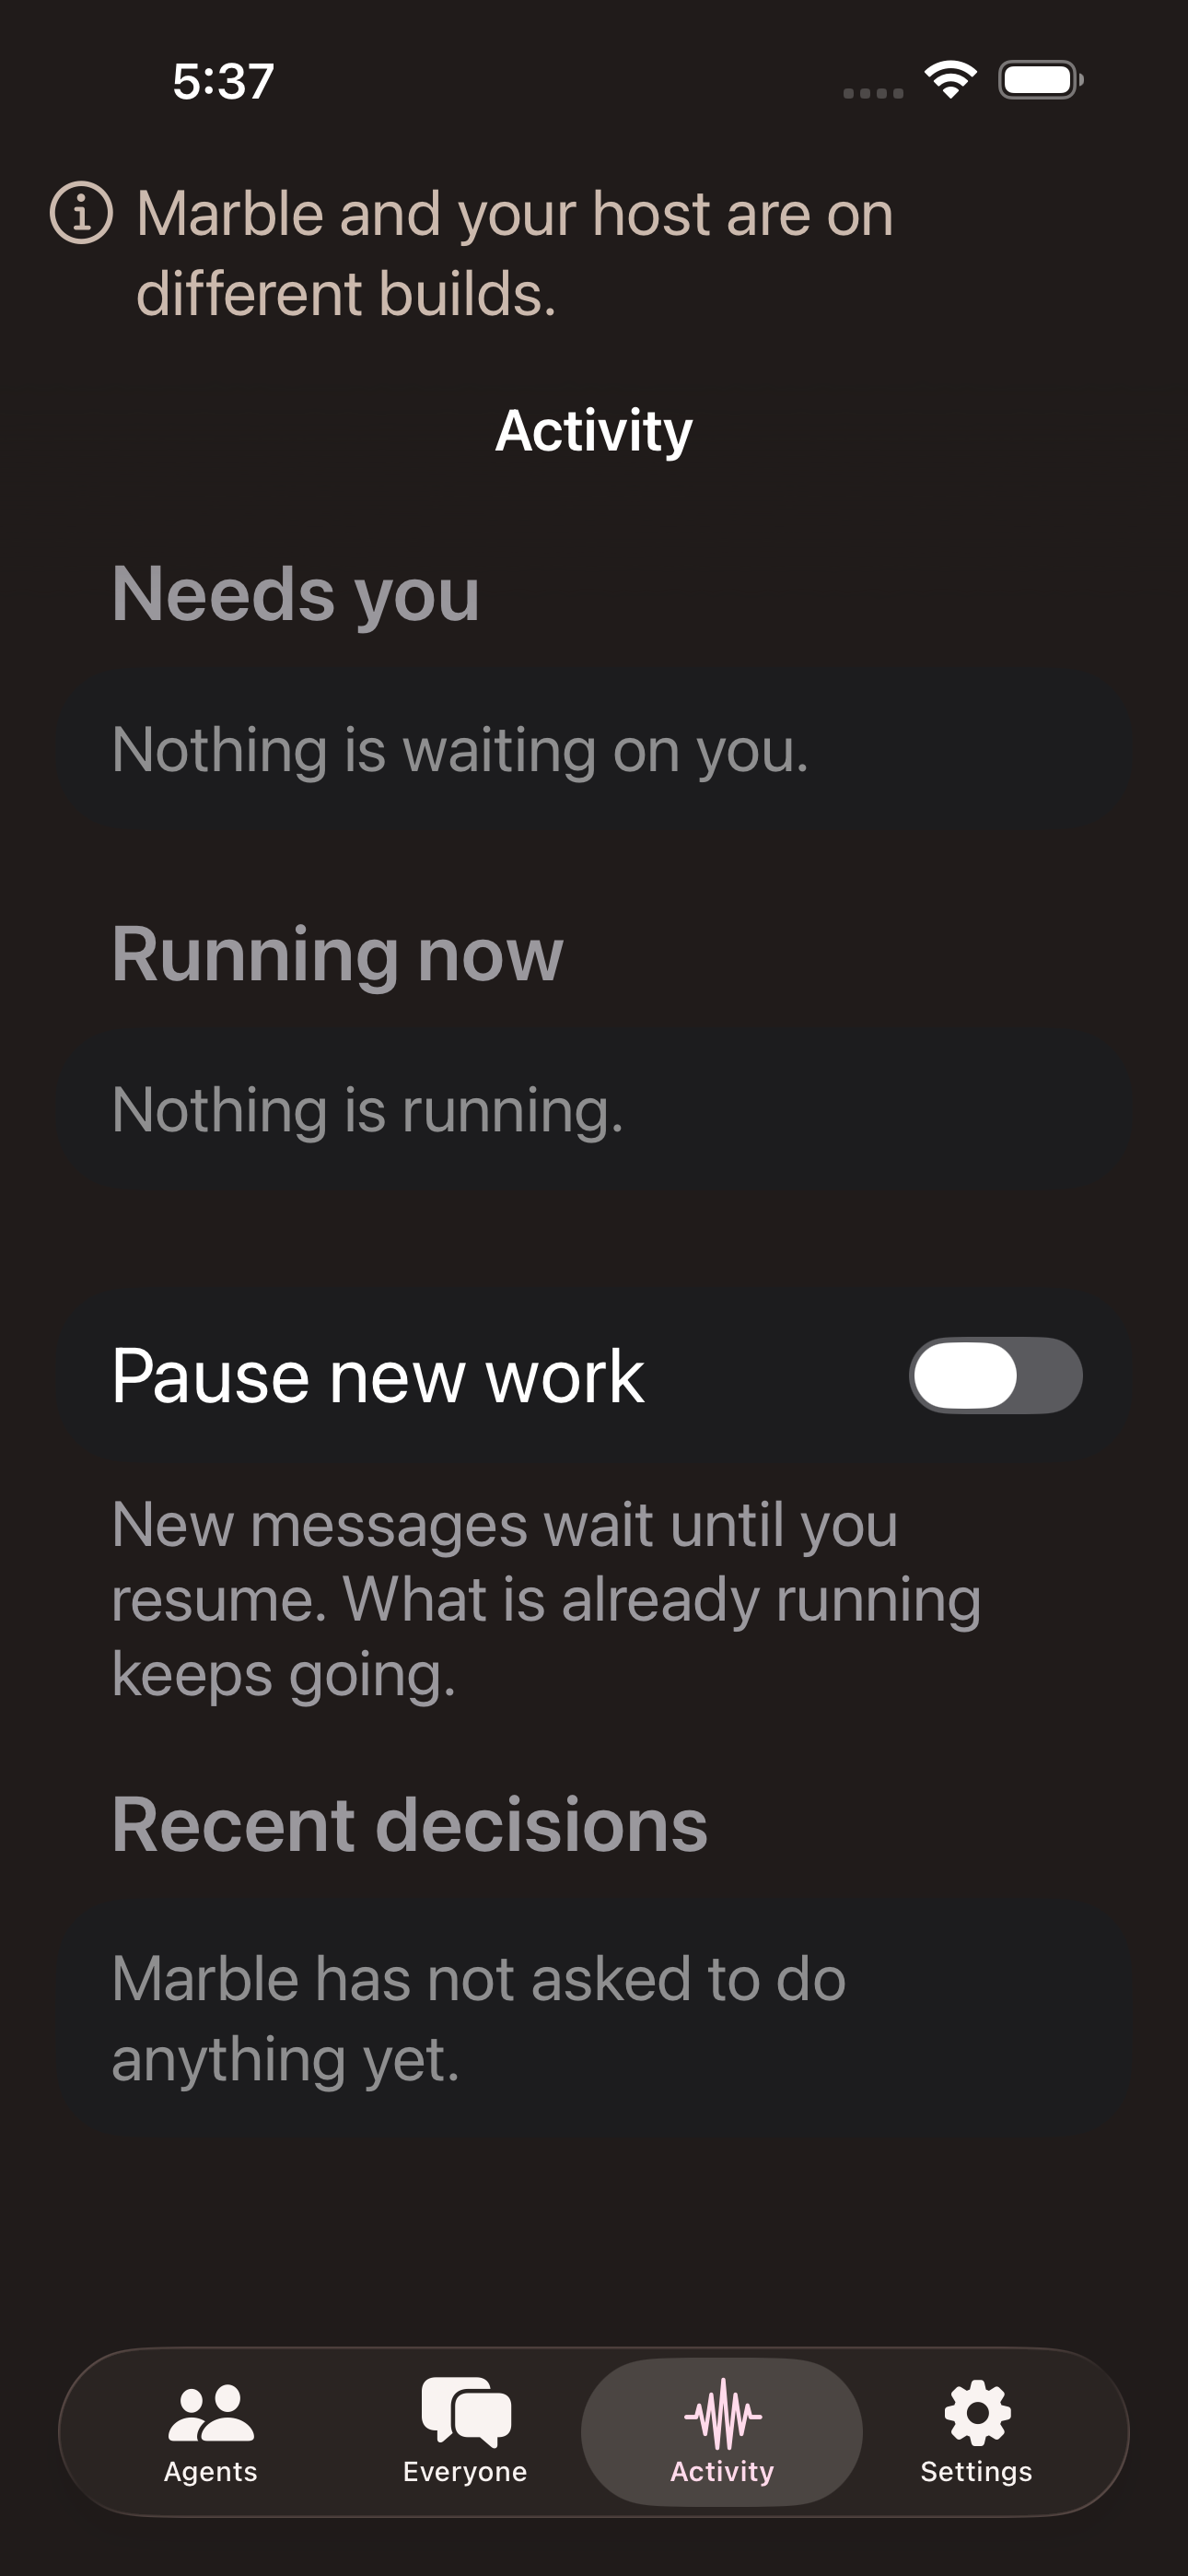 5:37
Marble and your host are on
different builds.
Activity
Needs you
Nothing is waiting on you.
Running now
Nothing is running.
Pause new work
New messages wait until you
resume. What is already running
keeps going.
Recent decisions
Marble has not asked to do
anything yet.
Agents
Everyone
Activity
Settings